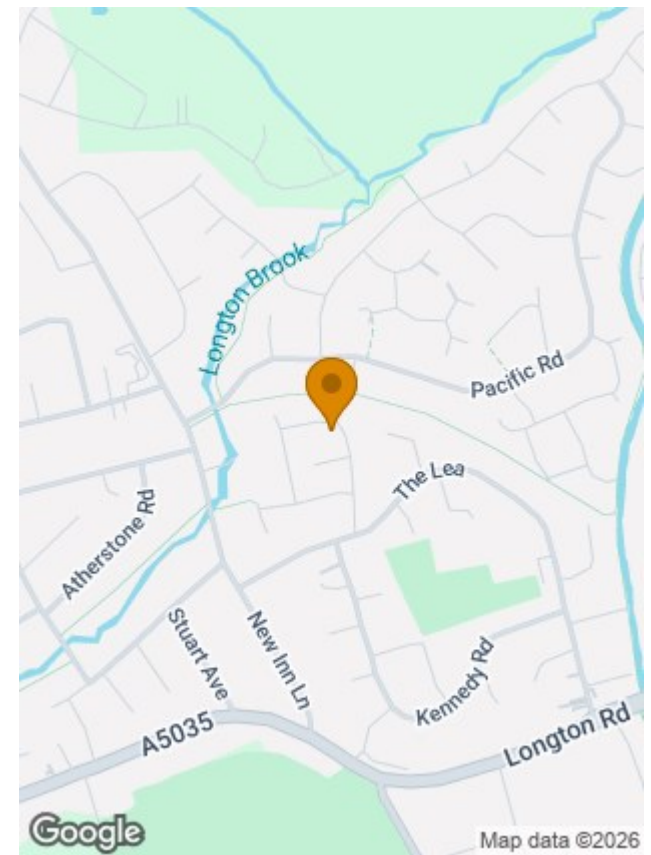 Longton Brook
Pacific Rd
The Lea
Atherstone Rd
Stuart Ave
New Inn Ln
Kennedy Rd
A5035
Longton Rd
Google
Map data ©2026